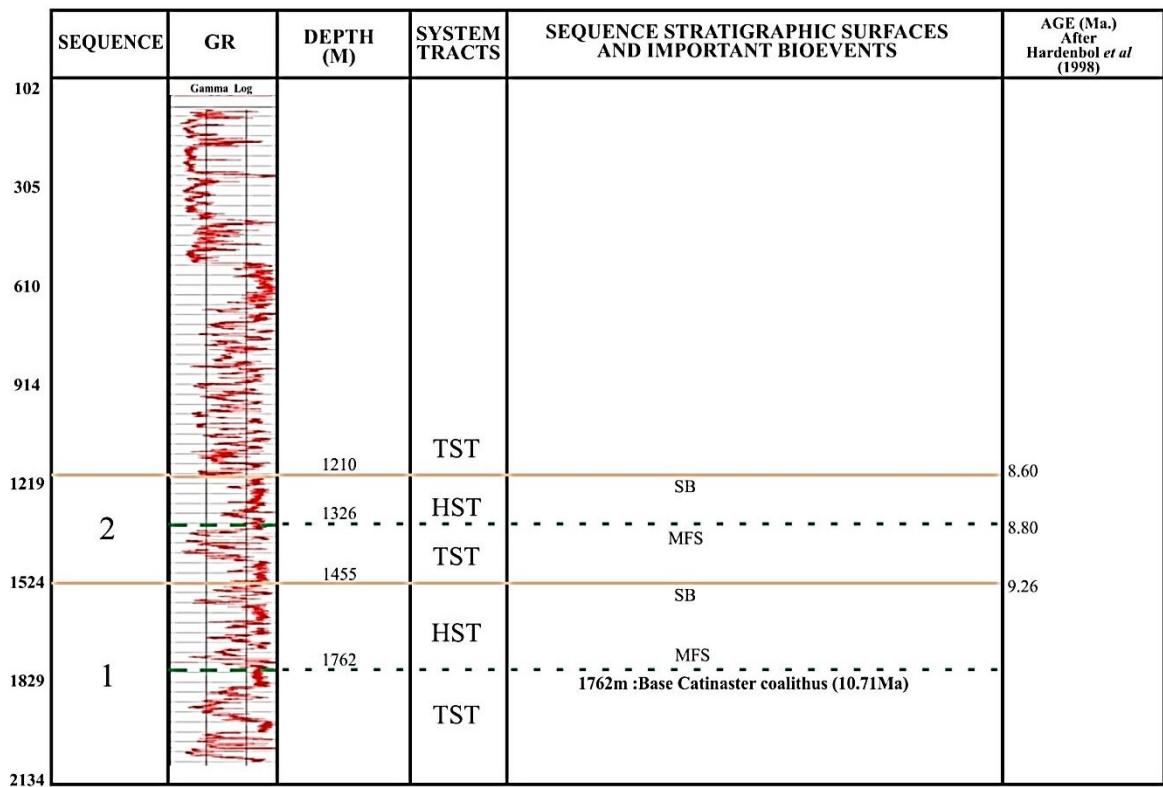 SEQUENCE
GR
DEPTH
(M)
SYSTEM
TRACTS
SEQUENCE STRATIGRAPHIC SURFACES
AND IMPORTANT BIOEVENTS
AGE (Ma.)
After
Hardenbol et al
(1998)
102
Gamma Log
305
610
914
TST
1210
8.60
1219
SB
HST
1326
8.80
2
MFS
TST
1455
1524
9.26
SB
HST
MFS
1762
1829
1
1762m :Base Catinaster coalithus (10.71Ma)
TST
2134